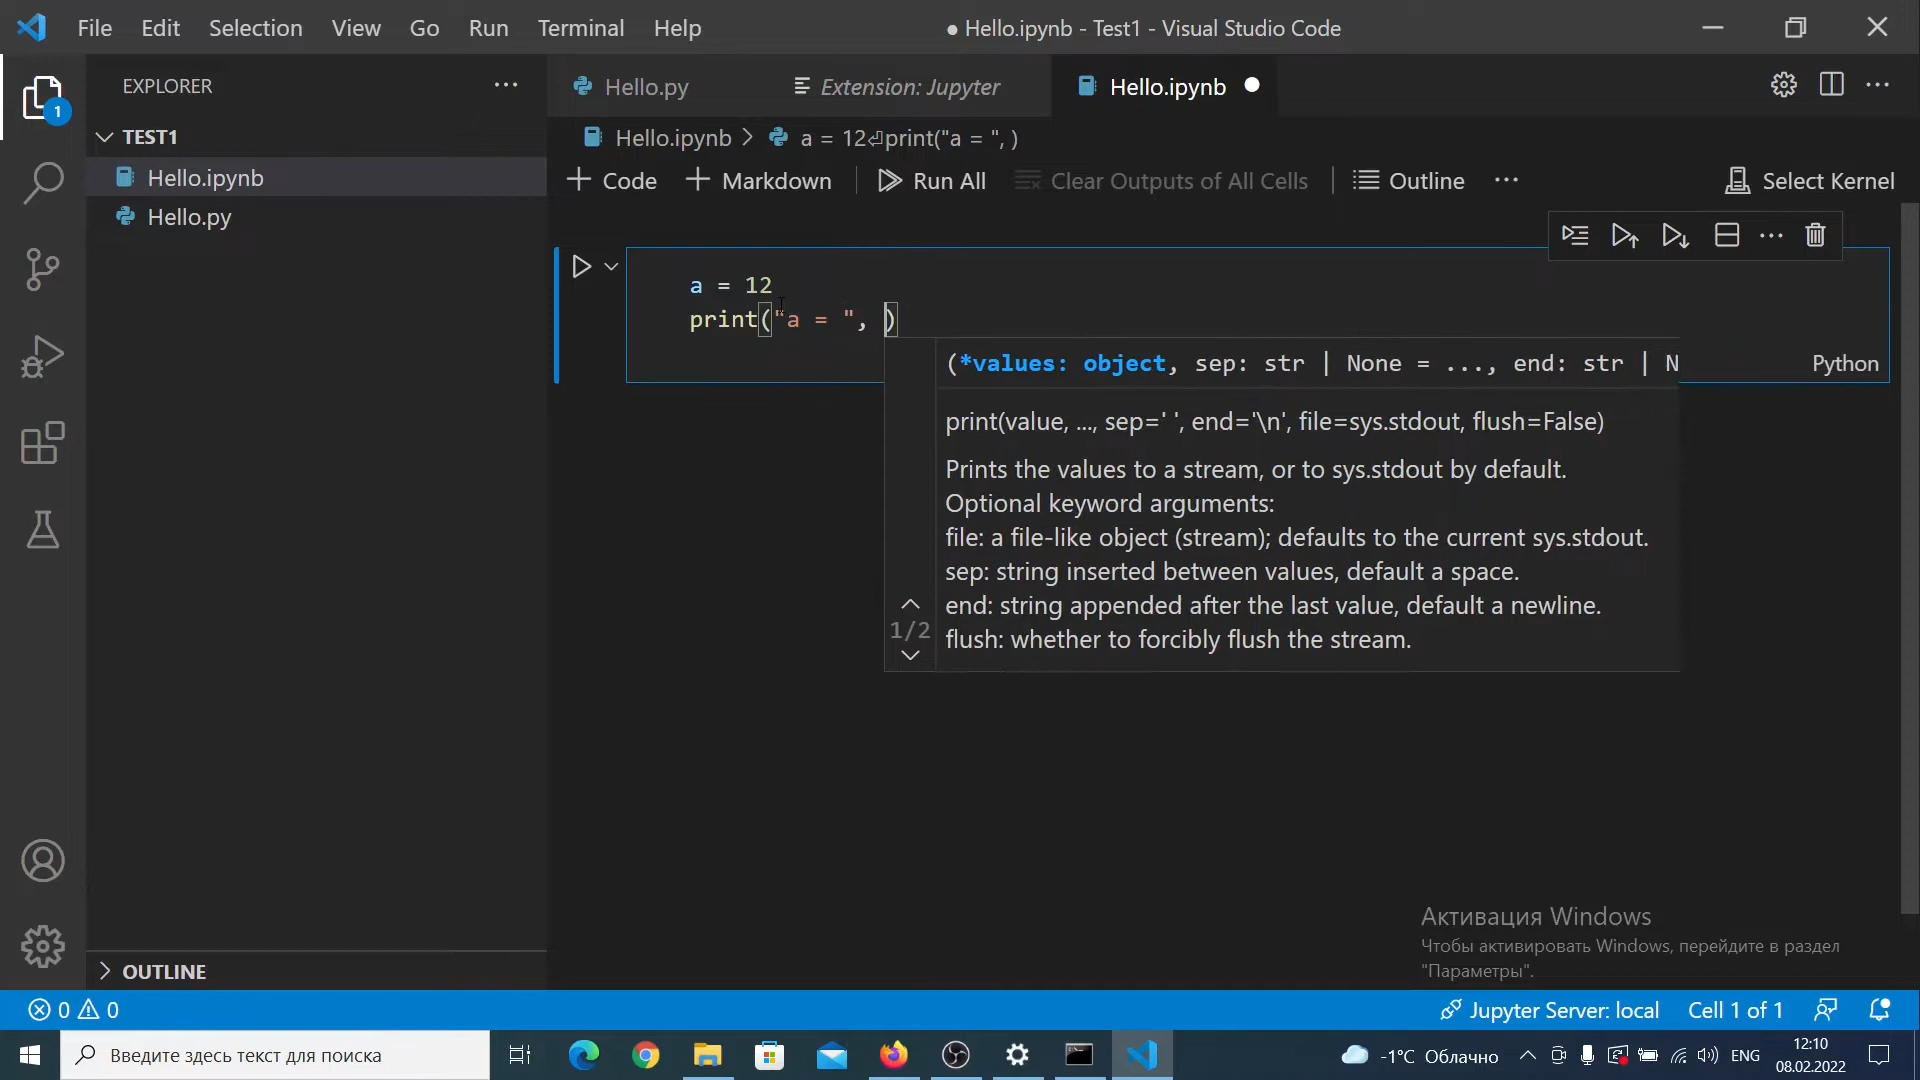 File Edit Selection View Go Run Terminal Help
● Hello.ipynb - Test1 - Visual Studio Code
EXPLORER
TEST1
Hello.ipynb
Hello.py
OUTLINE
1
Hello.py
Extension: Jupyter
Hello.ipynb
Hello.ipynb > a = 12⏎print("a = ", )
+ Code + Markdown Run All Clear Outputs of All Cells Outline ... Select Kernel
a = 12
print("a = ", )
Python
(*values: object, sep: str | None = ..., end: str | N
print(value, ..., sep=' ', end='\n', file=sys.stdout, flush=False)
Prints the values to a stream, or to sys.stdout by default.
Optional keyword arguments:
file: a file-like object (stream); defaults to the current sys.stdout.
sep: string inserted between values, default a space.
end: string appended after the last value, default a newline.
flush: whether to forcibly flush the stream.
1/2
Активация Windows
Чтобы активировать Windows, перейдите в раздел
"Параметры".
0 0
Jupyter Server: local Cell 1 of 1
Введите здесь текст для поиска
-1°C Облачно
ENG
12:10
08.02.2022